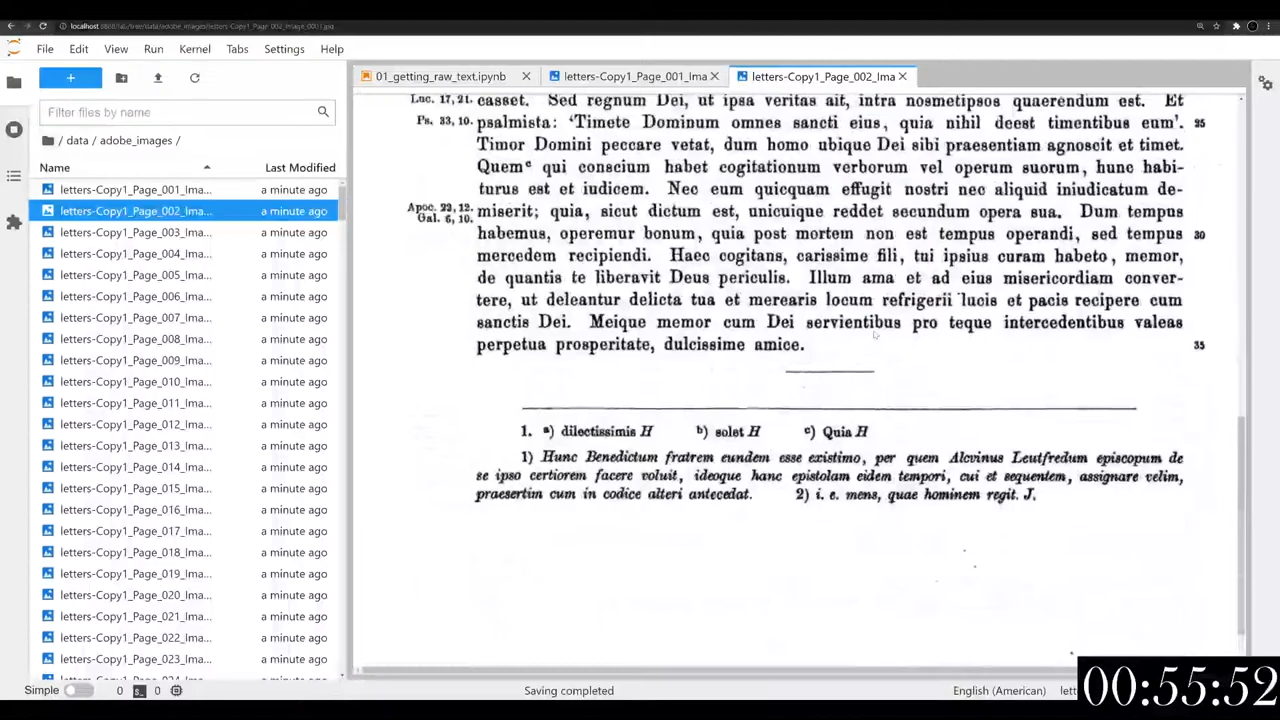 localhost:8888/lab/tree/data/adobe_images/letters-Copy1_Page_002_Image_0001.jpg
File Edit View Run Kernel Tabs Settings Help
01_getting_raw_text.ipynb
letters-Copy1_Page_001_Ima
letters-Copy1_Page_002_Ima
Filter files by name
/ data / adobe_images /
Name Last Modified
letters-Copy1_Page_001_Ima... a minute ago
letters-Copy1_Page_002_Ima... a minute ago
letters-Copy1_Page_003_Ima... a minute ago
letters-Copy1_Page_004_Ima... a minute ago
letters-Copy1_Page_005_Ima... a minute ago
letters-Copy1_Page_006_Ima... a minute ago
letters-Copy1_Page_007_Ima... a minute ago
letters-Copy1_Page_008_Ima... a minute ago
letters-Copy1_Page_009_Ima... a minute ago
letters-Copy1_Page_010_Ima... a minute ago
letters-Copy1_Page_011_Ima... a minute ago
letters-Copy1_Page_012_Ima... a minute ago
letters-Copy1_Page_013_Ima... a minute ago
letters-Copy1_Page_014_Ima... a minute ago
letters-Copy1_Page_015_Ima... a minute ago
letters-Copy1_Page_016_Ima... a minute ago
letters-Copy1_Page_017_Ima... a minute ago
letters-Copy1_Page_018_Ima... a minute ago
letters-Copy1_Page_019_Ima... a minute ago
letters-Copy1_Page_020_Ima... a minute ago
letters-Copy1_Page_021_Ima... a minute ago
letters-Copy1_Page_022_Ima... a minute ago
letters-Copy1_Page_023_Ima... a minute ago
Luc. 17, 21. casset. Sed regnum Dei, ut ipsa veritas ait, intra nosmetipsos quaerendum est. Et
Ps. 33, 10. psalmista: 'Timete Dominum omnes sancti eius, quia nihil deest timentibus eum'. 25
Timor Domini peccare vetat, dum homo ubique Dei sibi praesentiam agnoscit et timet.
Quem c qui conscium habet cogitationum verborum vel operum suorum, hunc habi-
turus est et iudicem. Nec eum quicquam effugit nostri nec aliquid iniudicatum de-
Apoc. 22, 12. miserit; quia, sicut dictum est, unicuique reddet secundum opera sua. Dum tempus
Gal. 6, 10. habemus, operemur bonum, quia post mortem non est tempus operandi, sed tempus 30
mercedem recipiendi. Haec cogitans, carissime fili, tui ipsius curam habeto, memor,
de quantis te liberavit Deus periculis. Illum ama et ad eius misericordiam conver-
tere, ut deleantur delicta tua et merearis locum refrigerii lucis et pacis recipere cum
sanctis Dei. Meique memor cum Dei servientibus pro teque intercedentibus valeas
perpetua prosperitate, dulcissime amice. 35
1. a) dilectissimis H b) solet H c) Quia H
1) Hunc Benedictum fratrem eundem esse existimo, per quem Alcvinus Leutfredum episcopum de
se ipso certiorem facere voluit, ideoque hanc epistolam eidem tempori, cui et sequentem, assignare velim,
praesertim cum in codice alteri antecedat. 2) i. e. mens, quae hominem regit. J.
Simple 0 0
Saving completed
English (American)
00:55:52